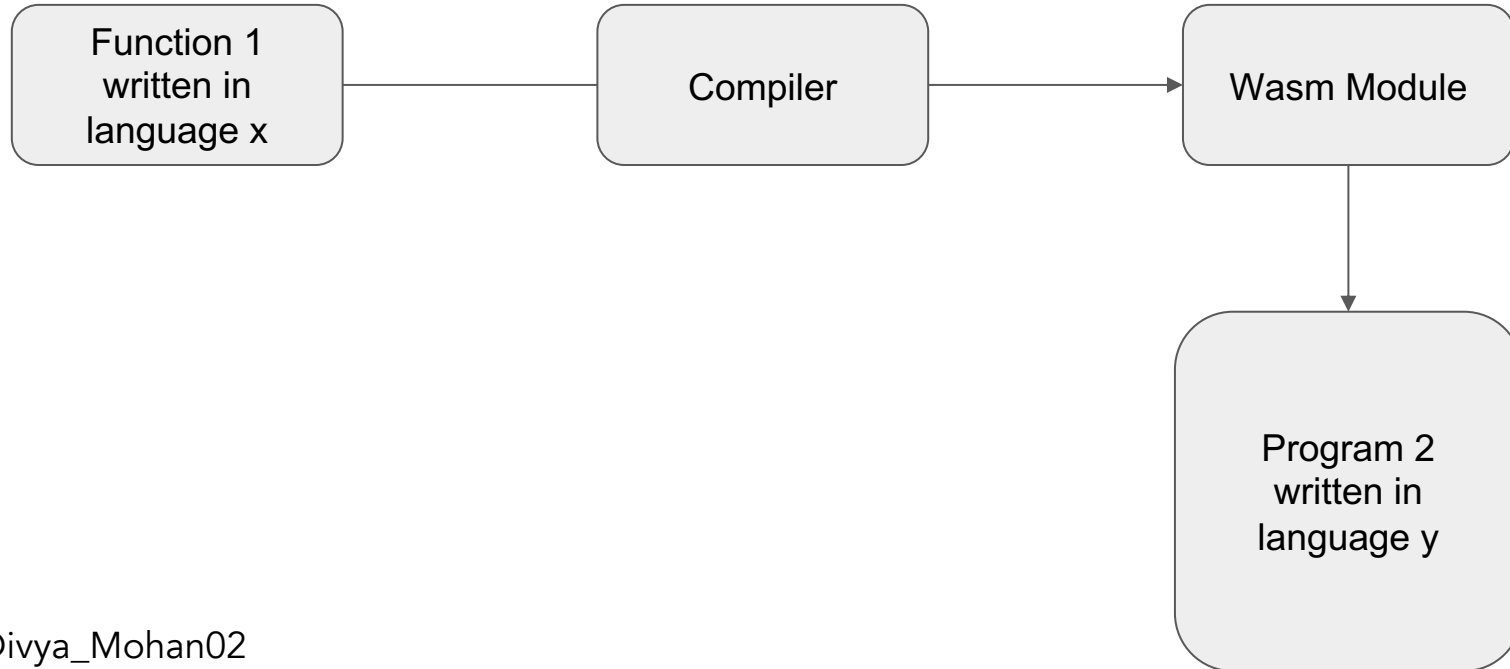 Function 1
written in
language x
Compiler
Wasm Module
Program 2
written in
language y
Divya_Mohan02